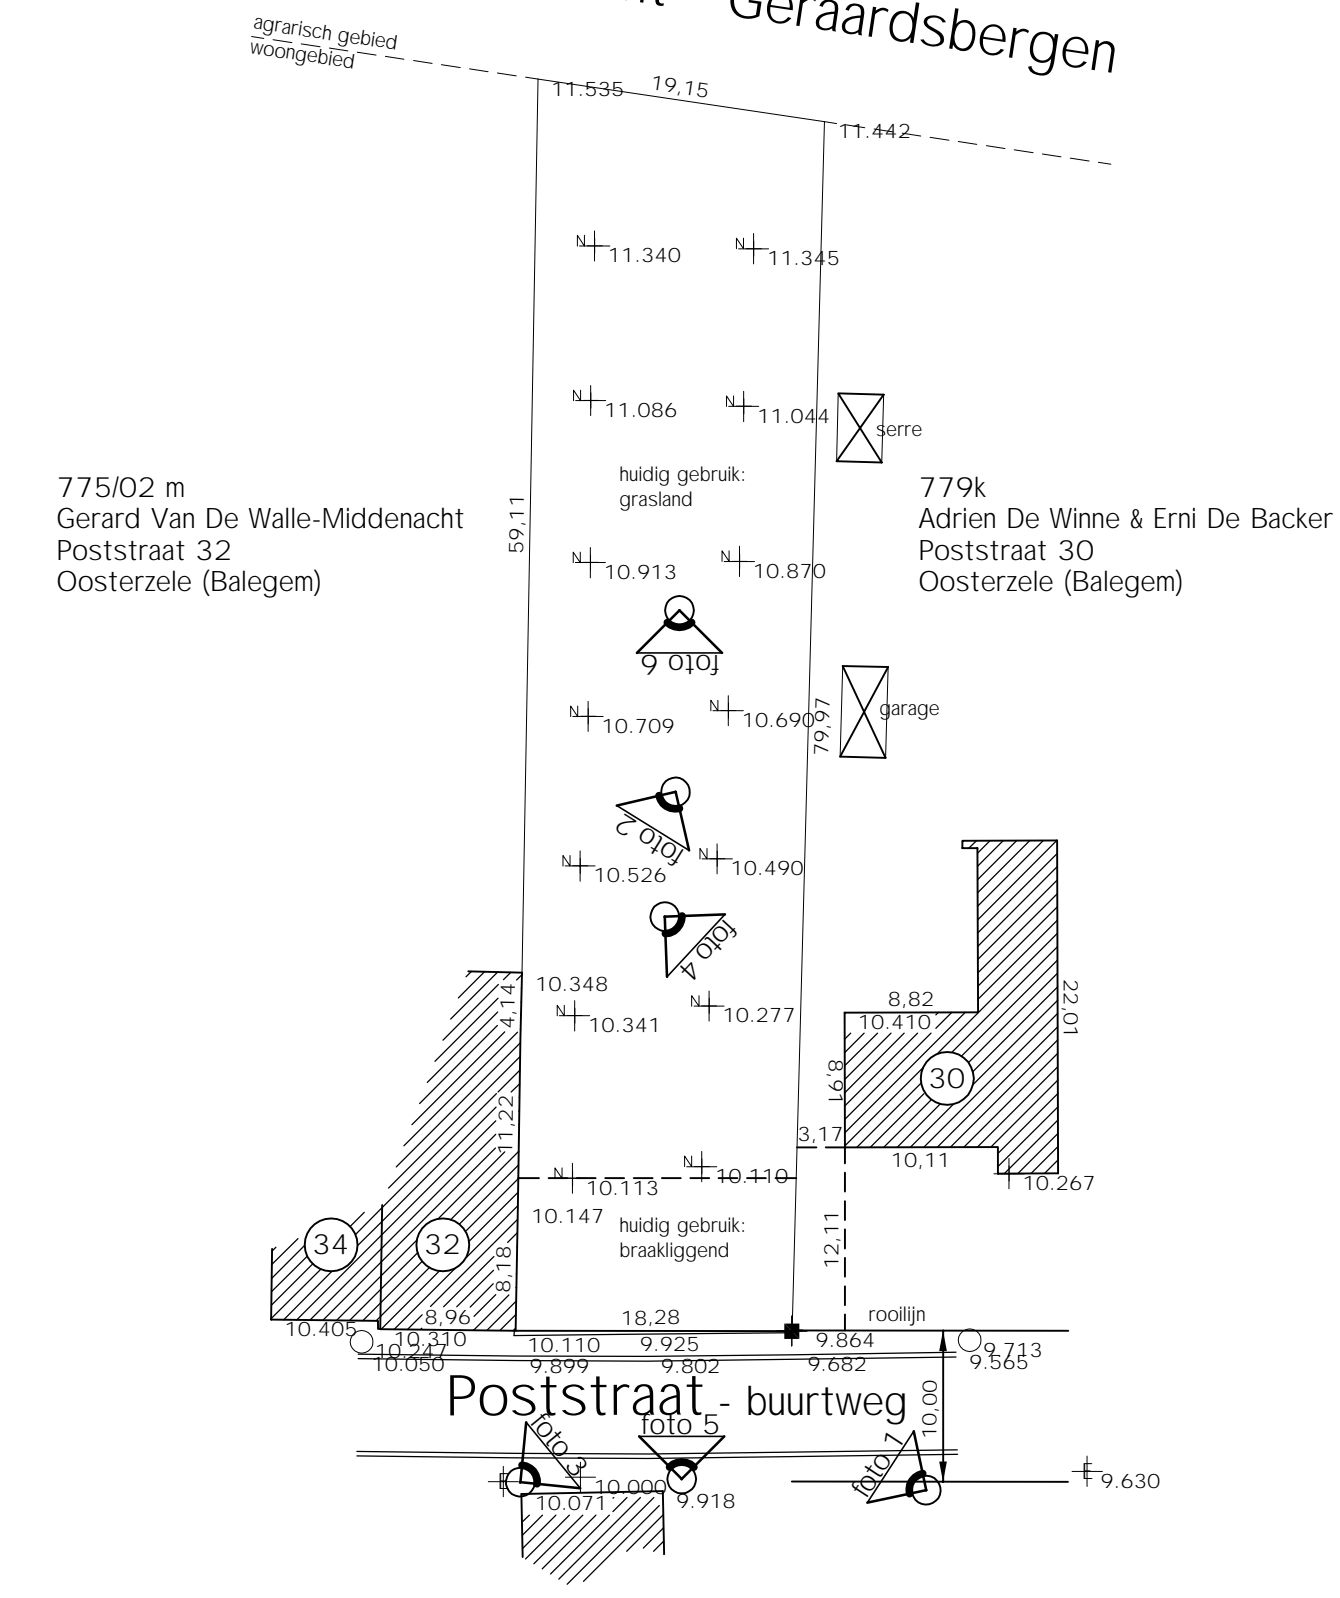 Geraardsbergen
agrarisch gebied
woongebied
11.535
19,15
11.442
N 11.340
N 11.345
N 11.086
N 11.044
serre
huidig gebruik:
grasland
59,11
775/02 m
Gerard Van De Walle-Middenacht
Poststraat 32
Oosterzele (Balegem)
779k
Adrien De Winne & Erni De Backer
Poststraat 30
Oosterzele (Balegem)
N 10.913
N 10.870
foto 6
N 10.709
N 10.690
79,97
garage
foto 2
N 10.526
N 10.490
foto 4
10.348
4,14
N 10.341
N 10.277
8,82
10.410
22,01
30
8,91
11,22
3,17
10,11
N 10.113
N 10.110
10.267
10.147
huidig gebruik:
braakliggend
12,11
34
32
8,18
8,96
18,28
rooilijn
10.405
10.310
10.247
10.050
10.110
9.925
9.864
9.713
9.565
9.899
9.802
9.682
Poststraat - buurtweg
10,00
foto 3
foto 5
foto 1
10.000
10.071
9.918
E 9.630